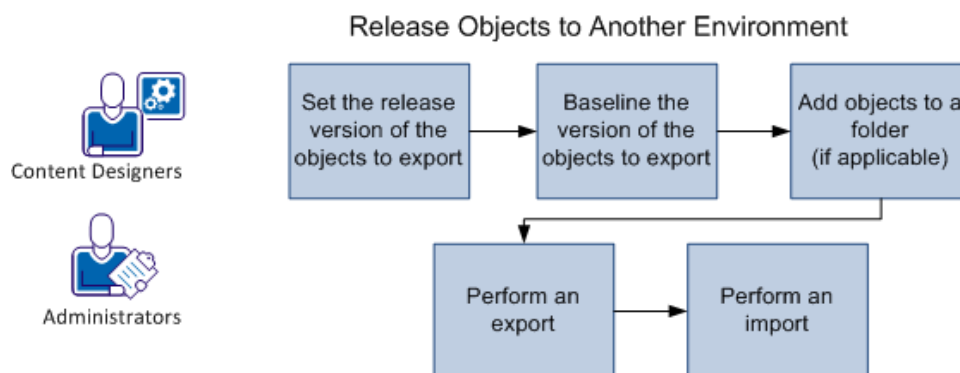 Release Objects to Another Environment
Set the release
version of the
objects to export
Baseline the
version of the
objects to export
Add objects to a
folder
(if applicable)
Content Designers
Perform an
export
Perform an
import
Administrators